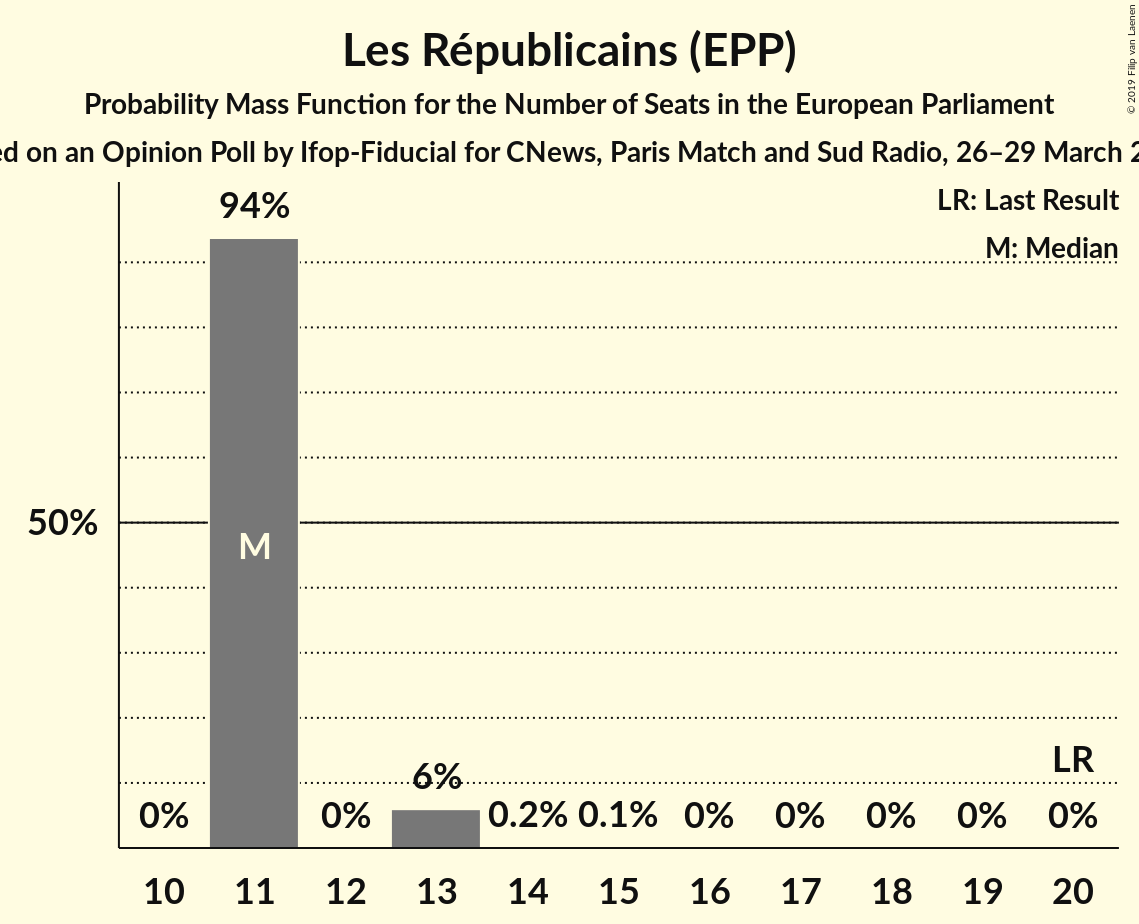 Les Républicains (EPP)
Probability Mass Function for the Number of Seats in the European Parliament
on an Opinion Poll by Ifop-Fiducial for CNews, Paris Match and Sud Radio, 26–29 March
© 2019 Filip van Laenen
LR: Last Result
M: Median
94%
50%
M
LR
6%
0% 0% 0.2% 0.1% 0% 0% 0% 0% 0%
10 11 12 13 14 15 16 17 18 19 20